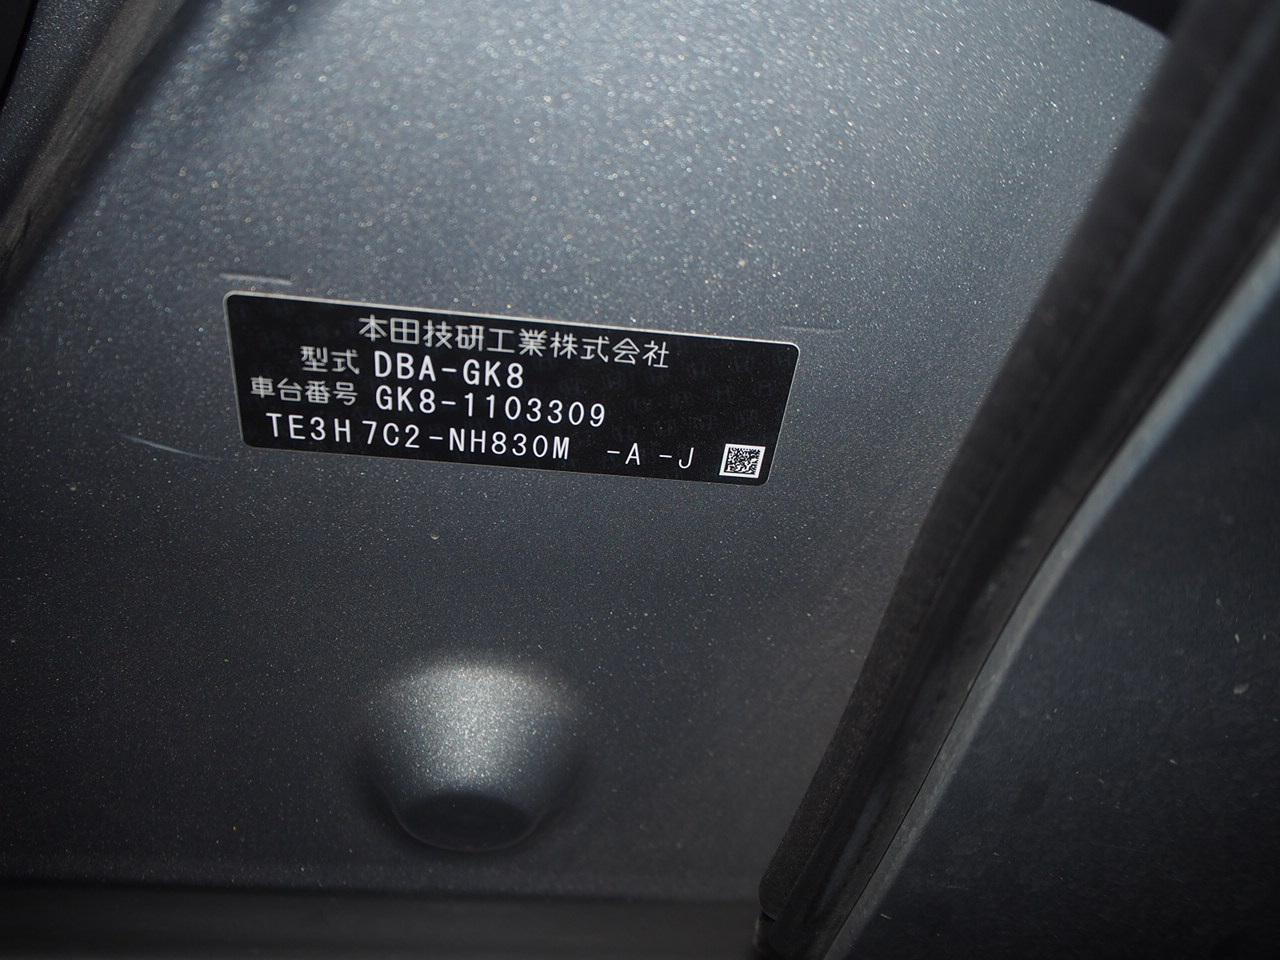 本田技研工業株式会社
型式 DBA-GK8
車台番号 GK8-1103309
TE3H7C2-NH830M -A -J